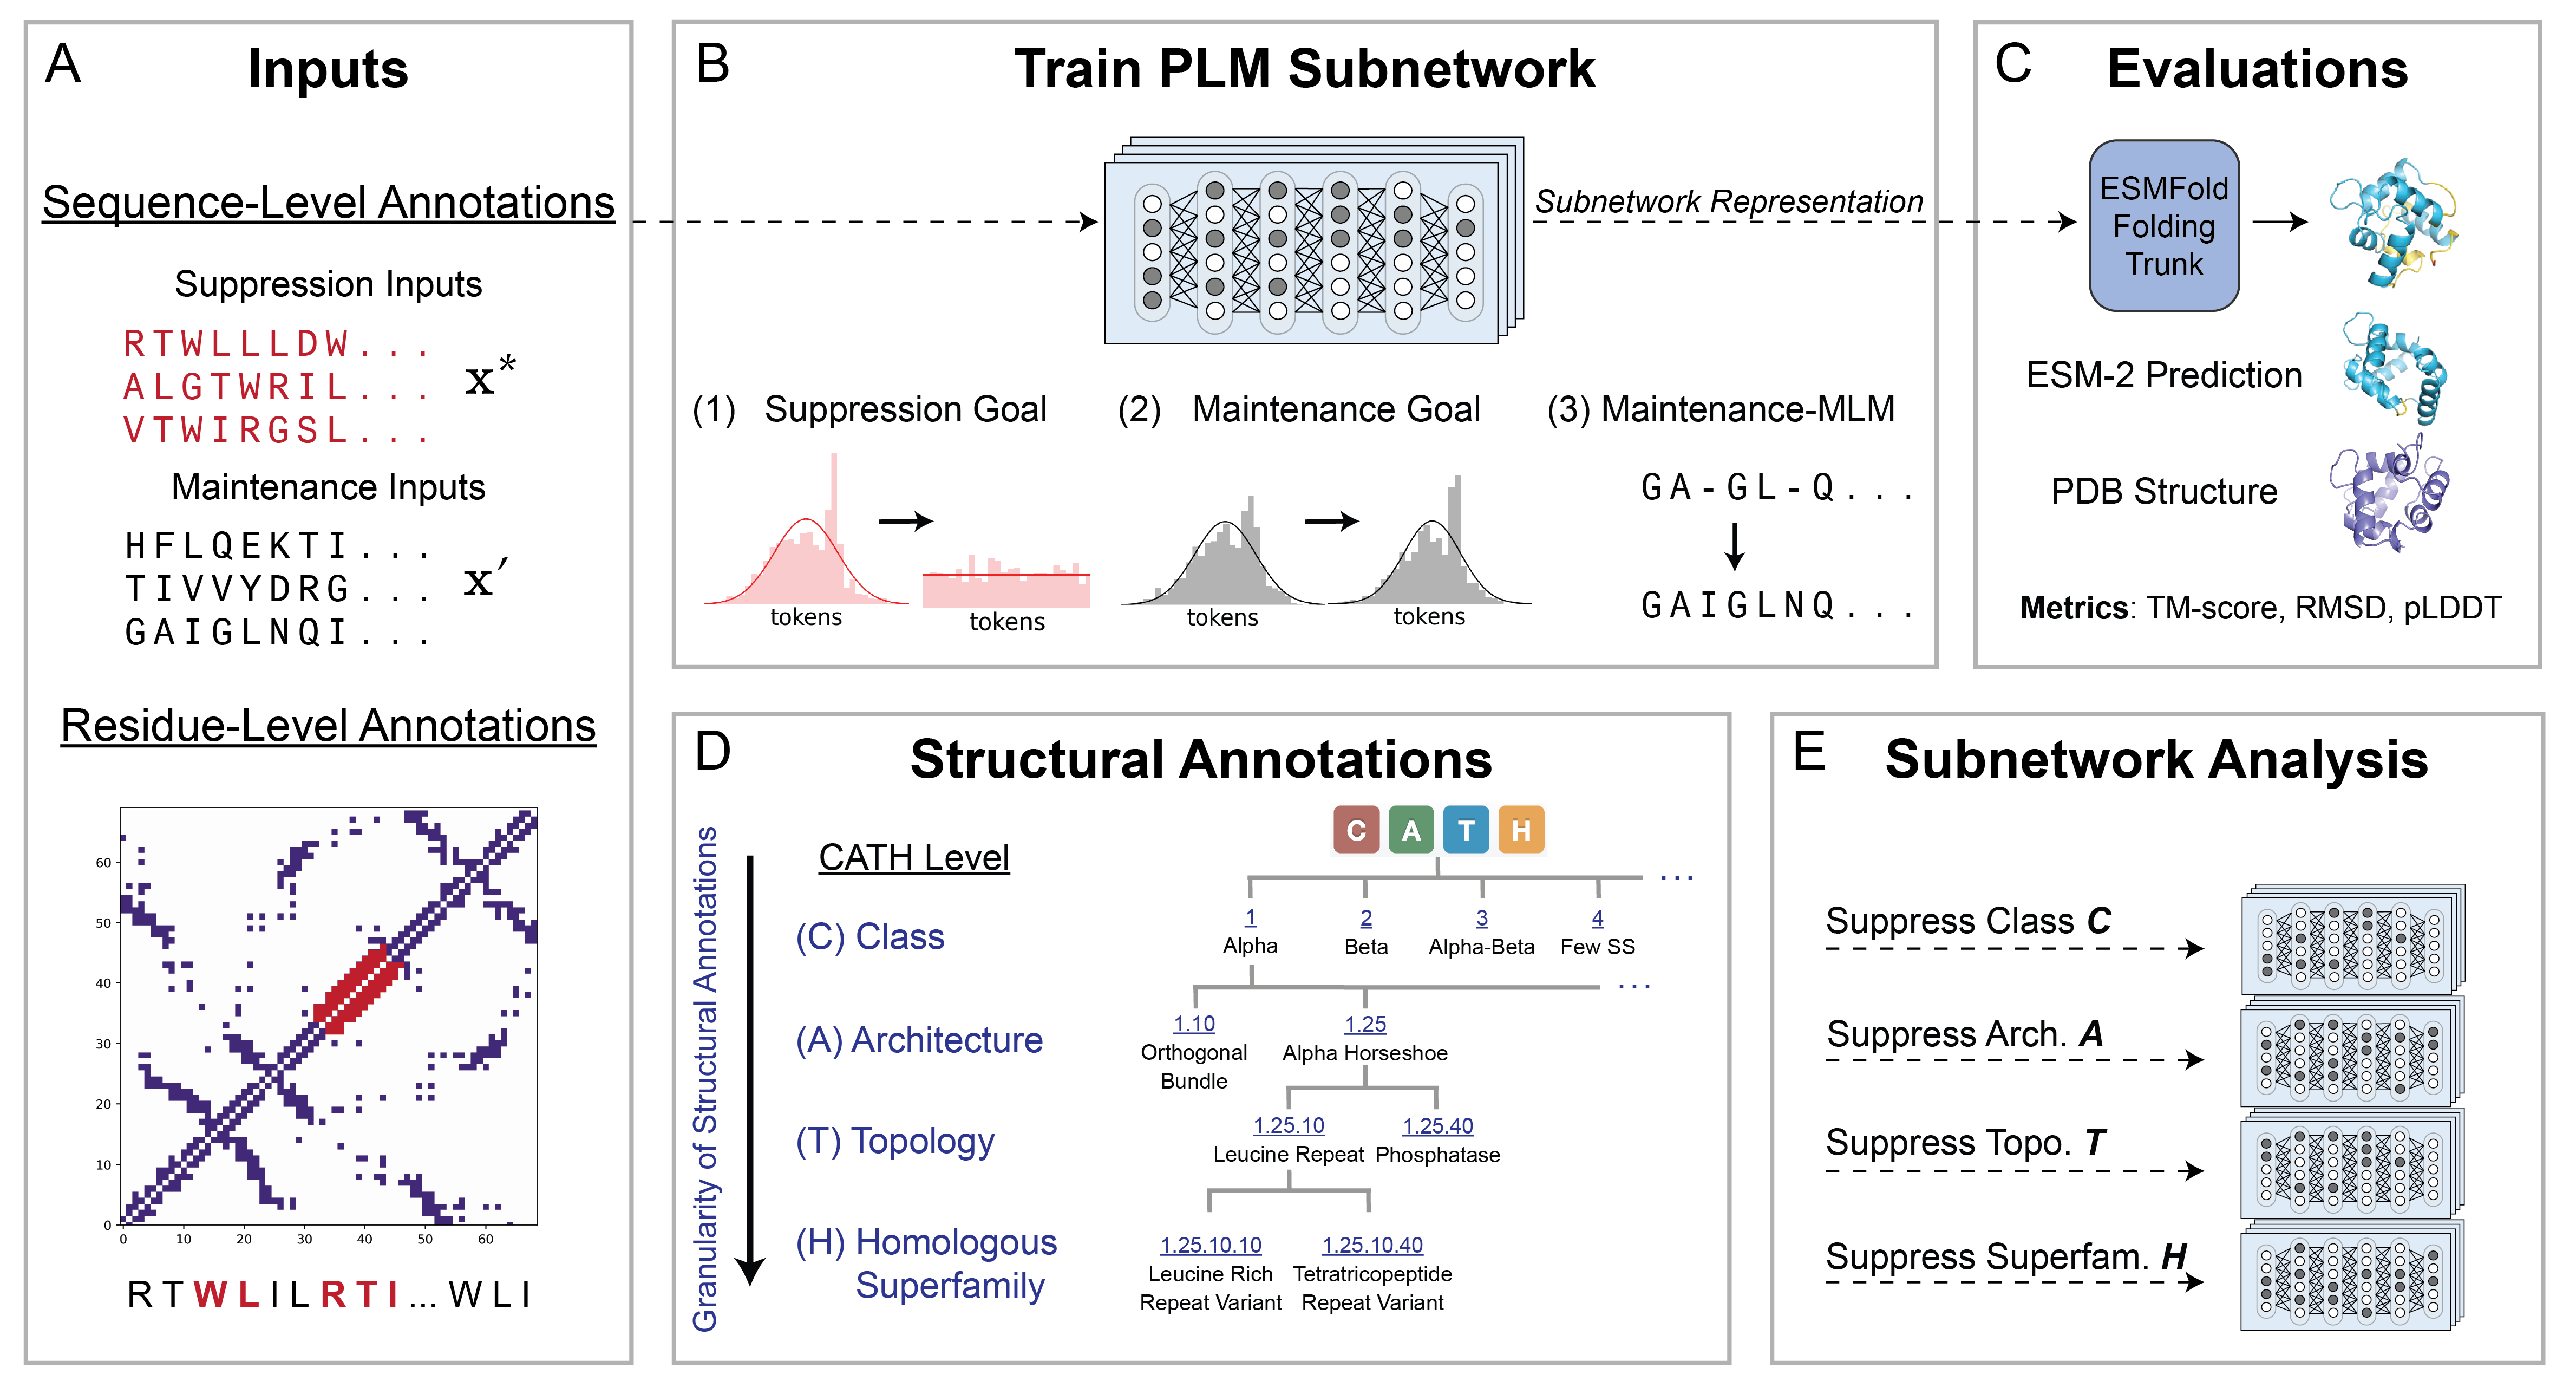 A
Inputs
Sequence-Level Annotations
Suppression Inputs
RTWLLLDW...
ALGTWRIL...
VTWIRGSL...
x*
Maintenance Inputs
HFLQEKTI...
TIVVYDRG...
GAIGLNQI...
x′
Residue-Level Annotations
60
50
40
30
20
10
0
0 10 20 30 40 50 60
RTWLILRTI...WLI
B
Train PLM Subnetwork
Subnetwork Representation
(1) Suppression Goal
tokens
tokens
(2) Maintenance Goal
tokens
tokens
(3) Maintenance-MLM
GA-GL-Q...
GAIGLNQ...
C
Evaluations
ESMFold
Folding
Trunk
ESM-2 Prediction
PDB Structure
Metrics: TM-score, RMSD, pLDDT
D
Structural Annotations
Granularity of Structural Annotations
CATH Level
C A T H
...
(C) Class
1 2 3 4
Alpha Beta Alpha-Beta Few SS
...
(A) Architecture
1.10 1.25
Orthogonal
Bundle
Alpha Horseshoe
(T) Topology
1.25.10 1.25.40
Leucine Repeat Phosphatase
(H) Homologous
Superfamily
1.25.10.10 1.25.10.40
Leucine Rich
Repeat Variant
Tetratricopeptide
Repeat Variant
E
Subnetwork Analysis
Suppress Class C
Suppress Arch. A
Suppress Topo. T
Suppress Superfam. H